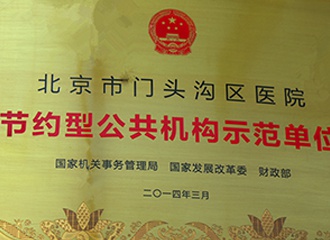 北京市门头沟区医院
节约型公共机构示范单位
国家机关事务管理局 国家发展改革委 财政部
二〇一四年三月